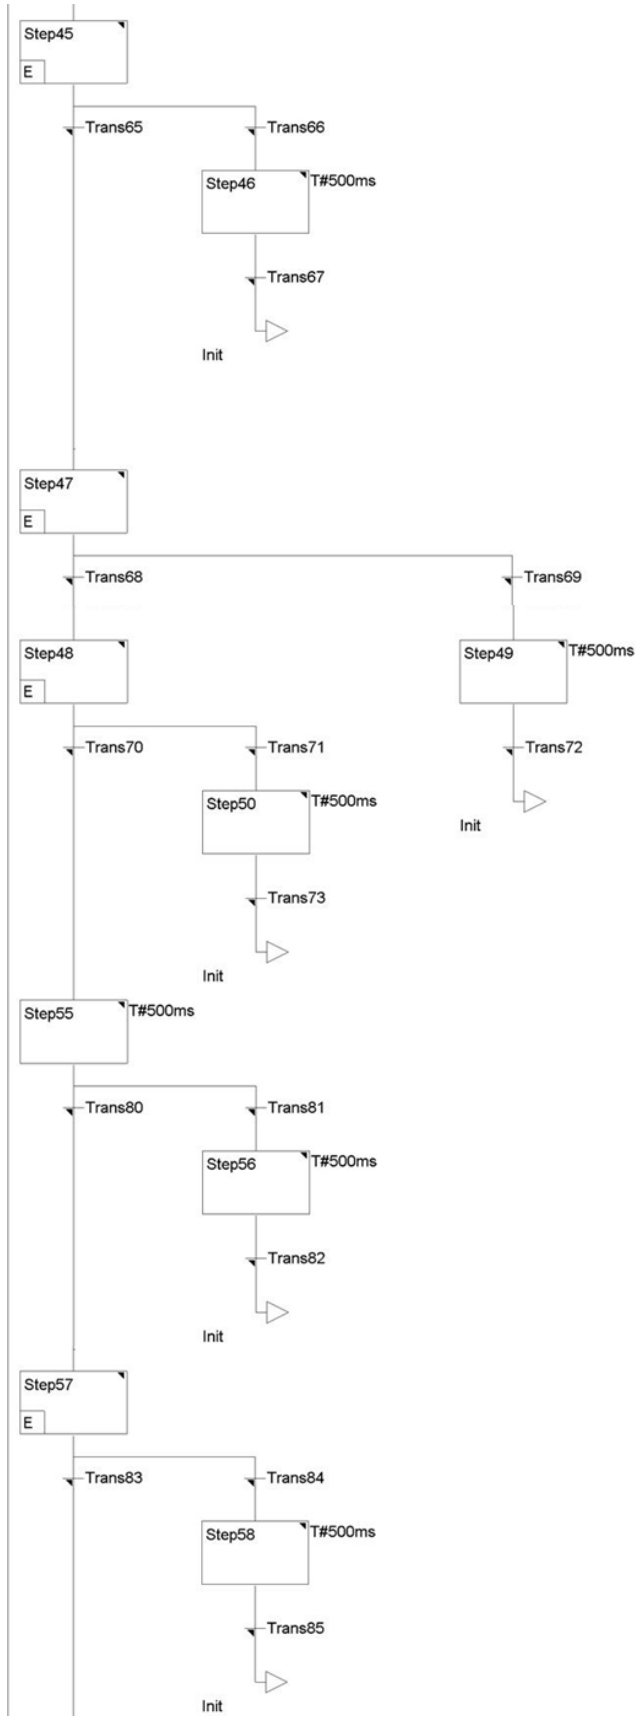 Step45
E
Trans65
Trans66
Step46
T#500ms
Trans67
Init
Step47
E
Trans68
Trans69
Step48
E
Step49
T#500ms
Trans70
Trans71
Trans72
Step50
T#500ms
Init
Trans73
Init
Step55
T#500ms
Trans80
Trans81
Step56
T#500ms
Trans82
Init
Step57
E
Trans83
Trans84
Step58
T#500ms
Trans85
Init